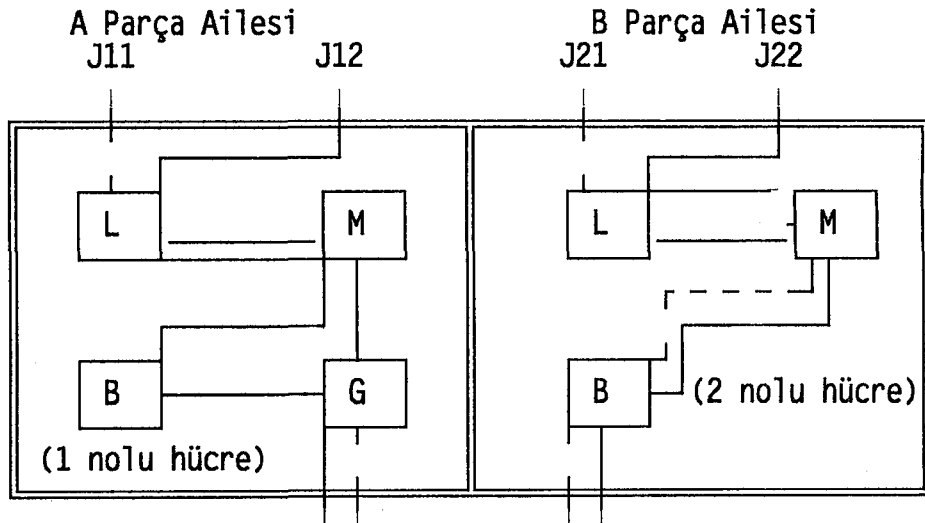 A Parça Ailesi
B Parça Ailesi
J11
J12
J21
J22
L
M
L
M
B
G
B
(2 nolu hücre)
(1 nolu hücre)